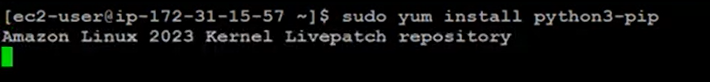 [ec2-user@ip-172-31-15-57 ~]$ sudo yum install python3-pip
Amazon Linux 2023 Kernel Livepatch repository